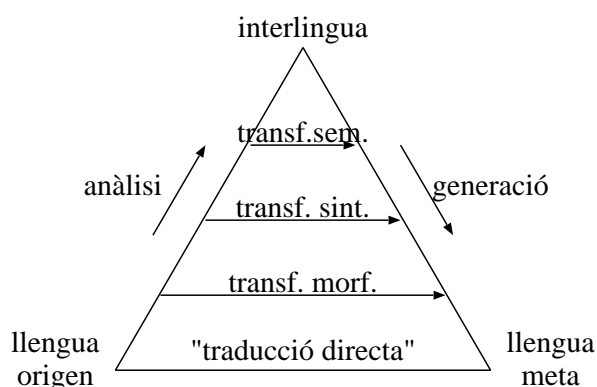 interlingua
transf.sem.
anàlisi
generació
transf. sint.
transf. morf.
llengua
origen
"traducció directa"
llengua
meta